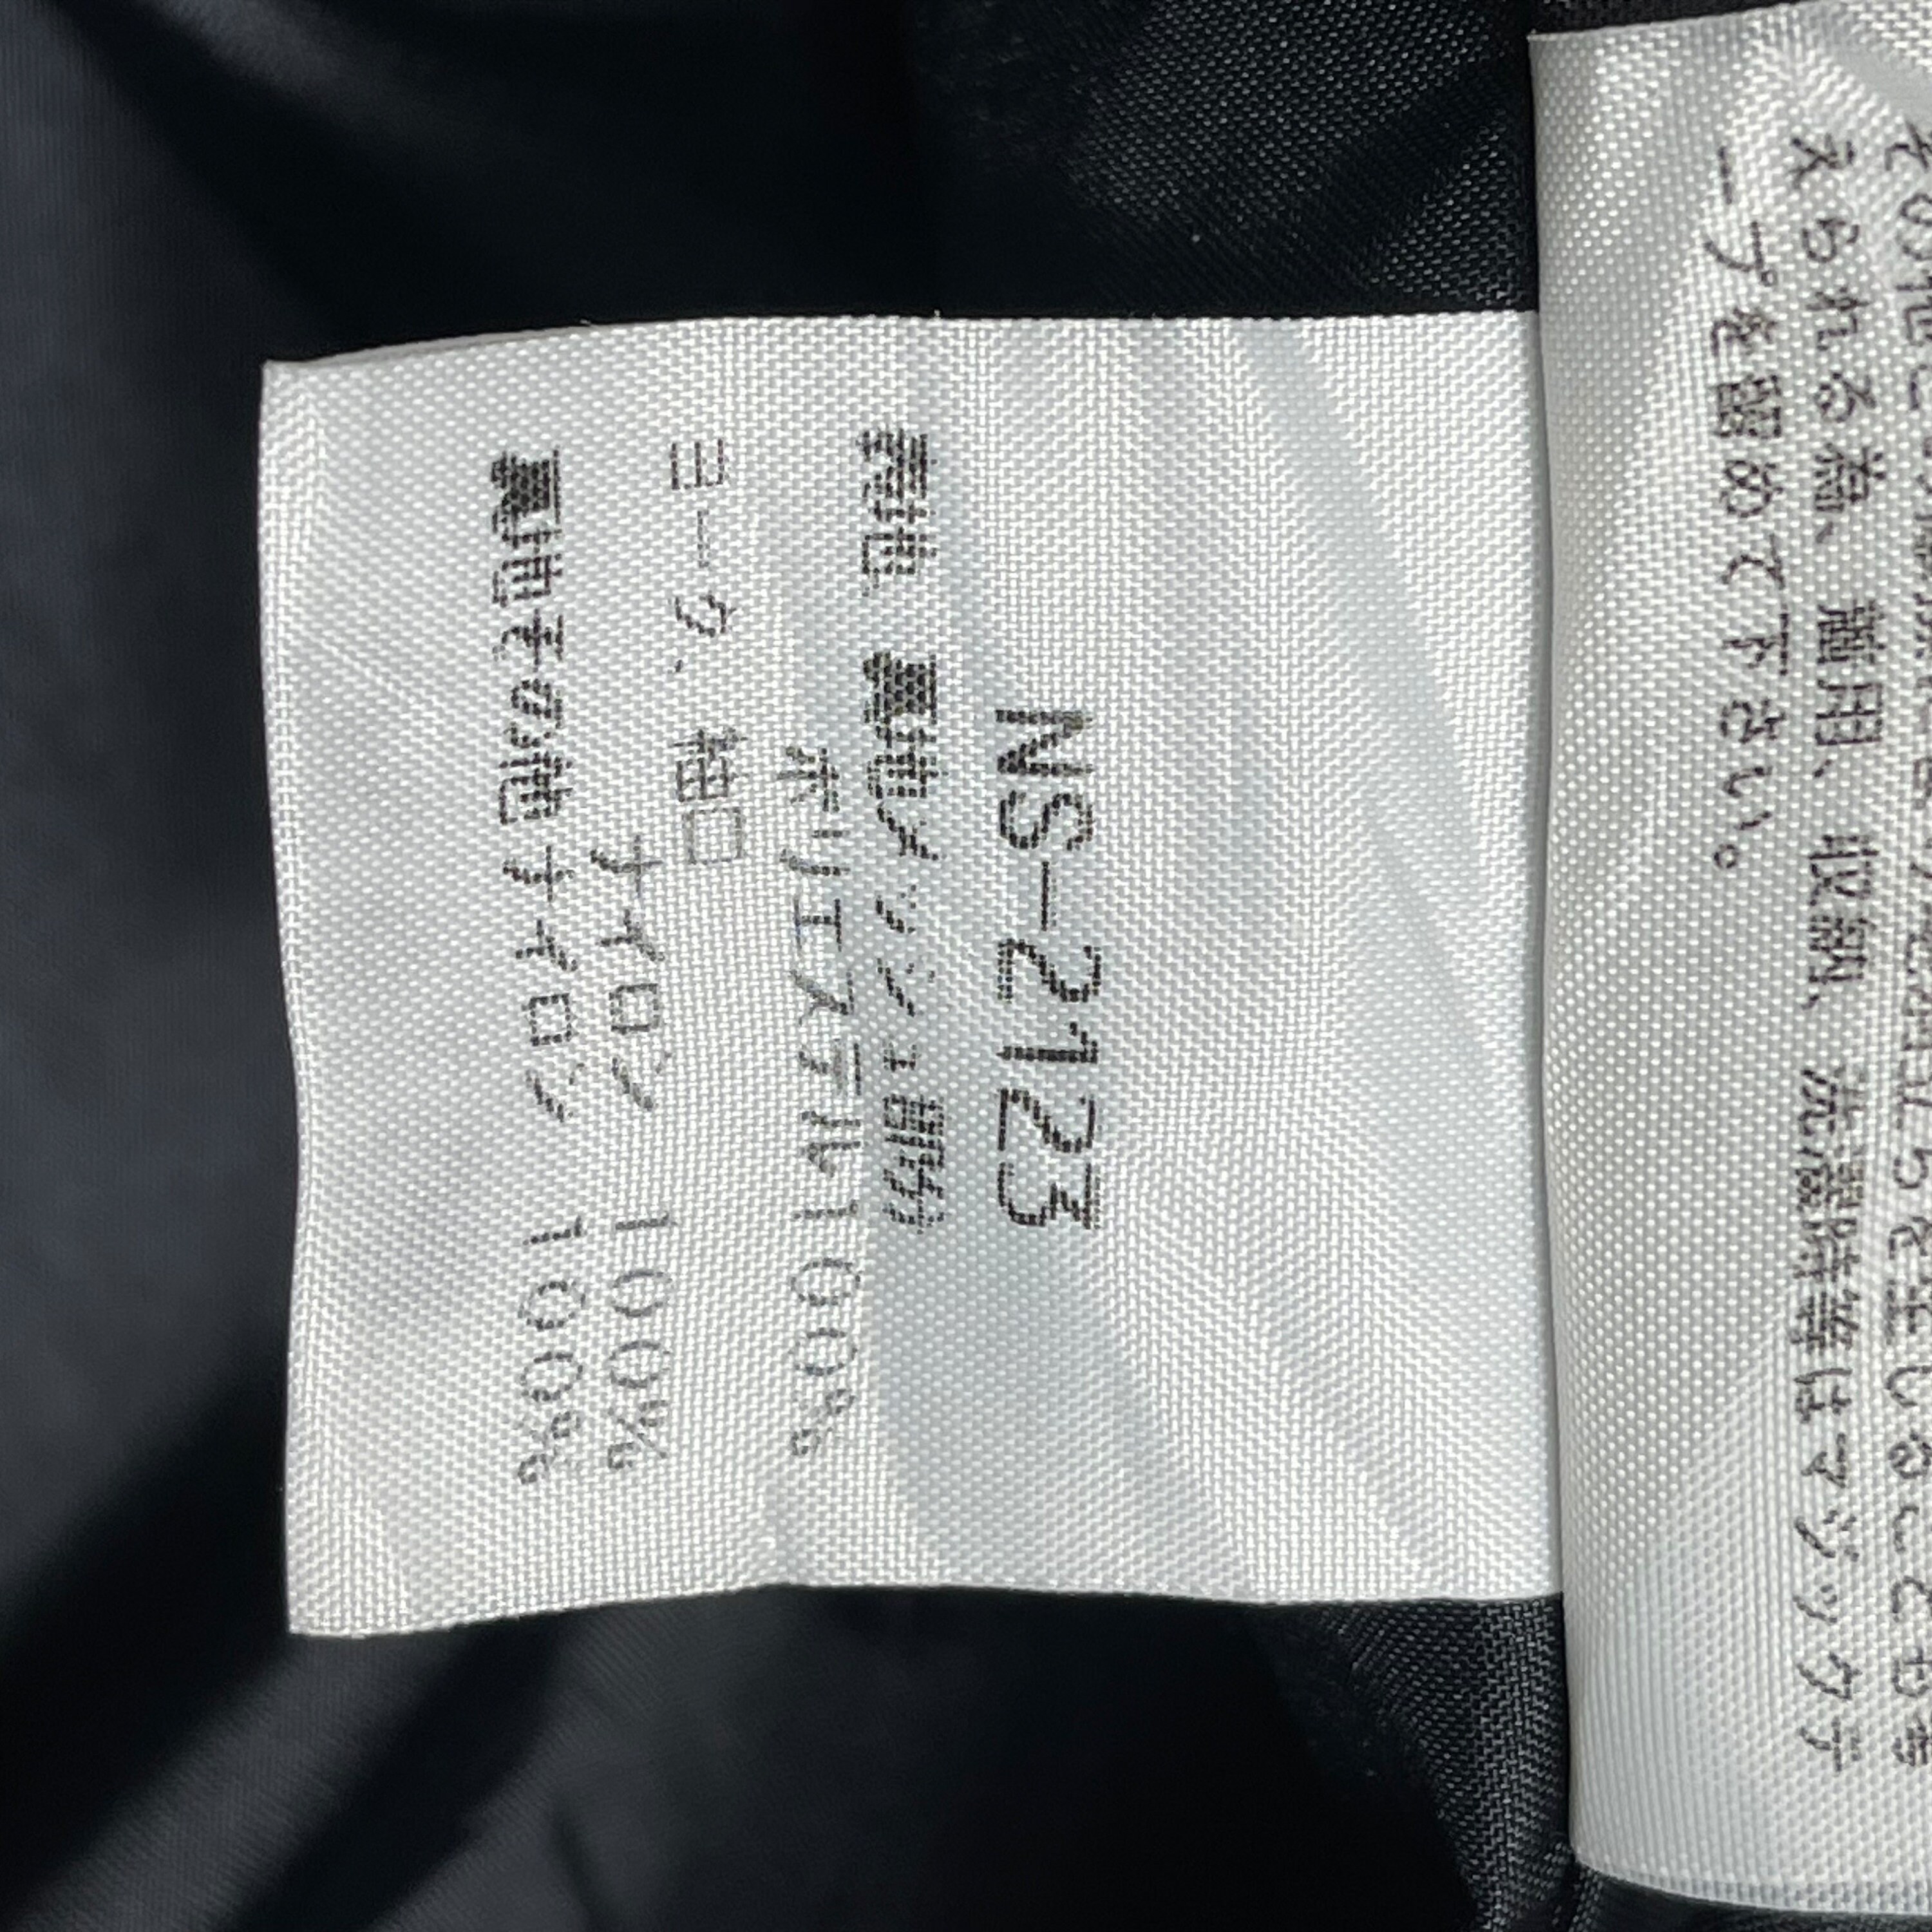 えられる為、着用、収納、洗濯時等はマジックテ
ープを留めて下さい。
NS-2123
表地 裏地メッシュ部分
ポリエステル100%
ヨーク、袖口
ナイロン 100%
裏地その他 ナイロン 100%